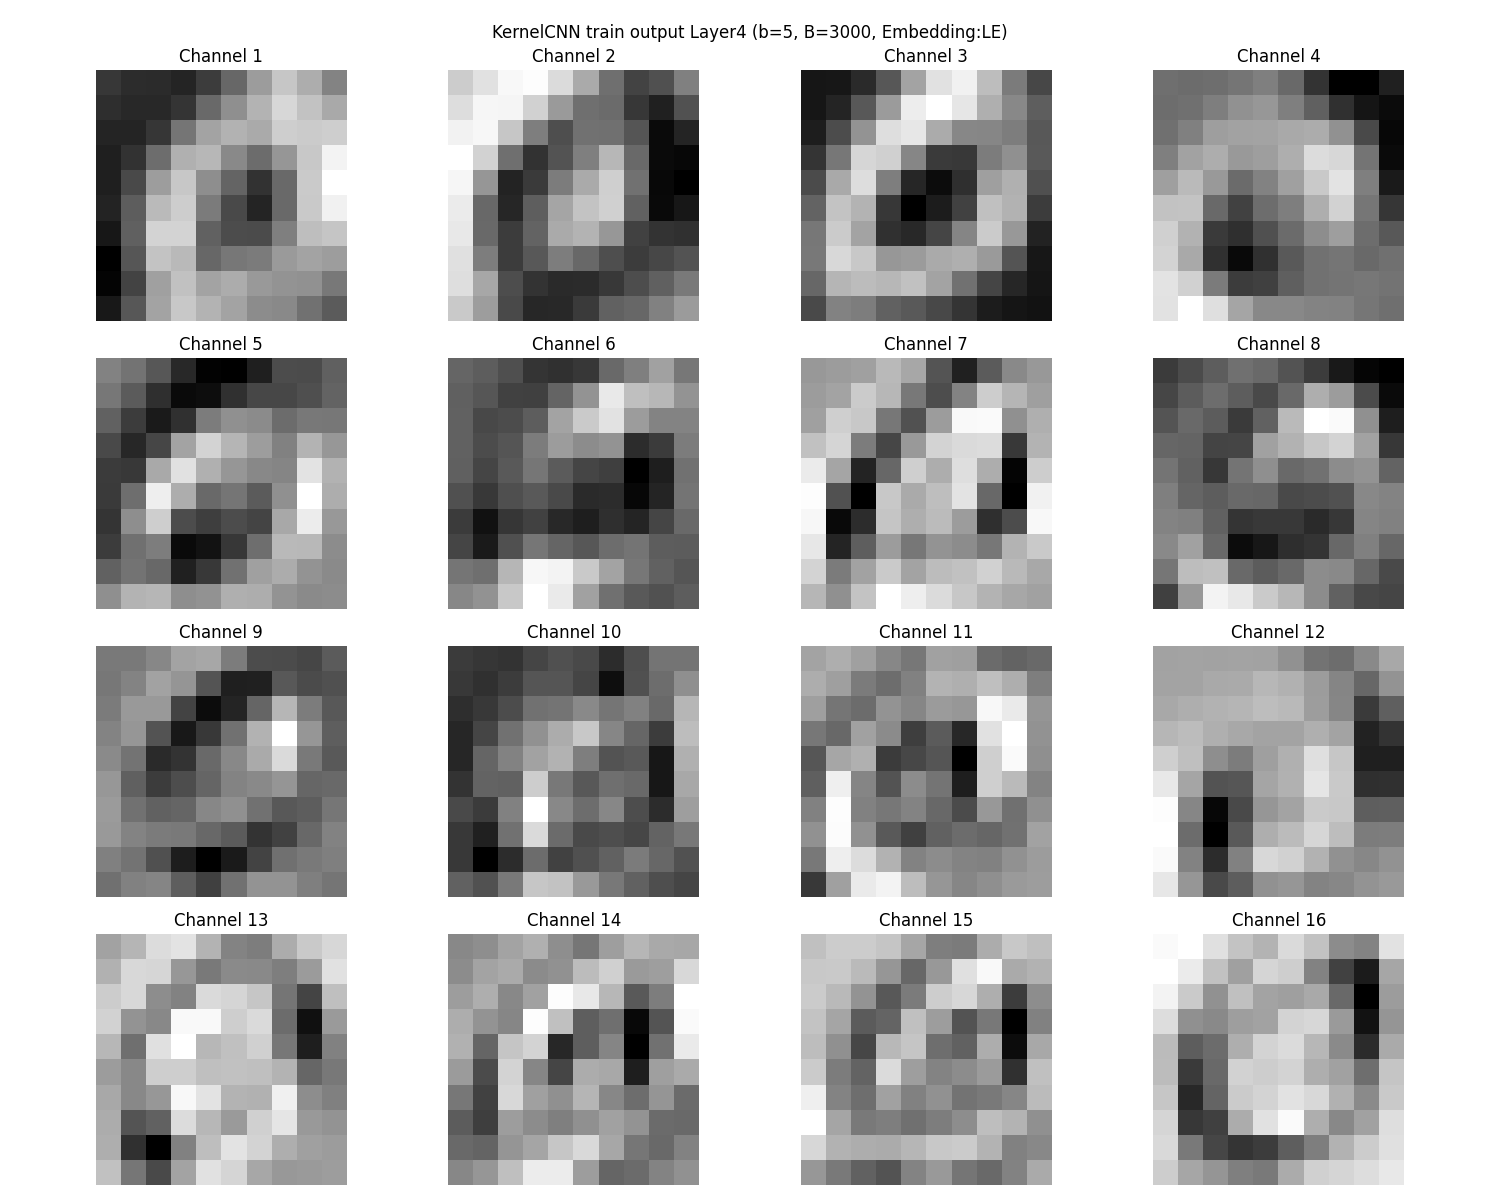 KernelCNN train output Layer4 (b=5, B=3000, Embedding:LE)
Channel 1
Channel 2
Channel 3
Channel 4
Channel 5
Channel 6
Channel 7
Channel 8
Channel 9
Channel 10
Channel 11
Channel 12
Channel 13
Channel 14
Channel 15
Channel 16